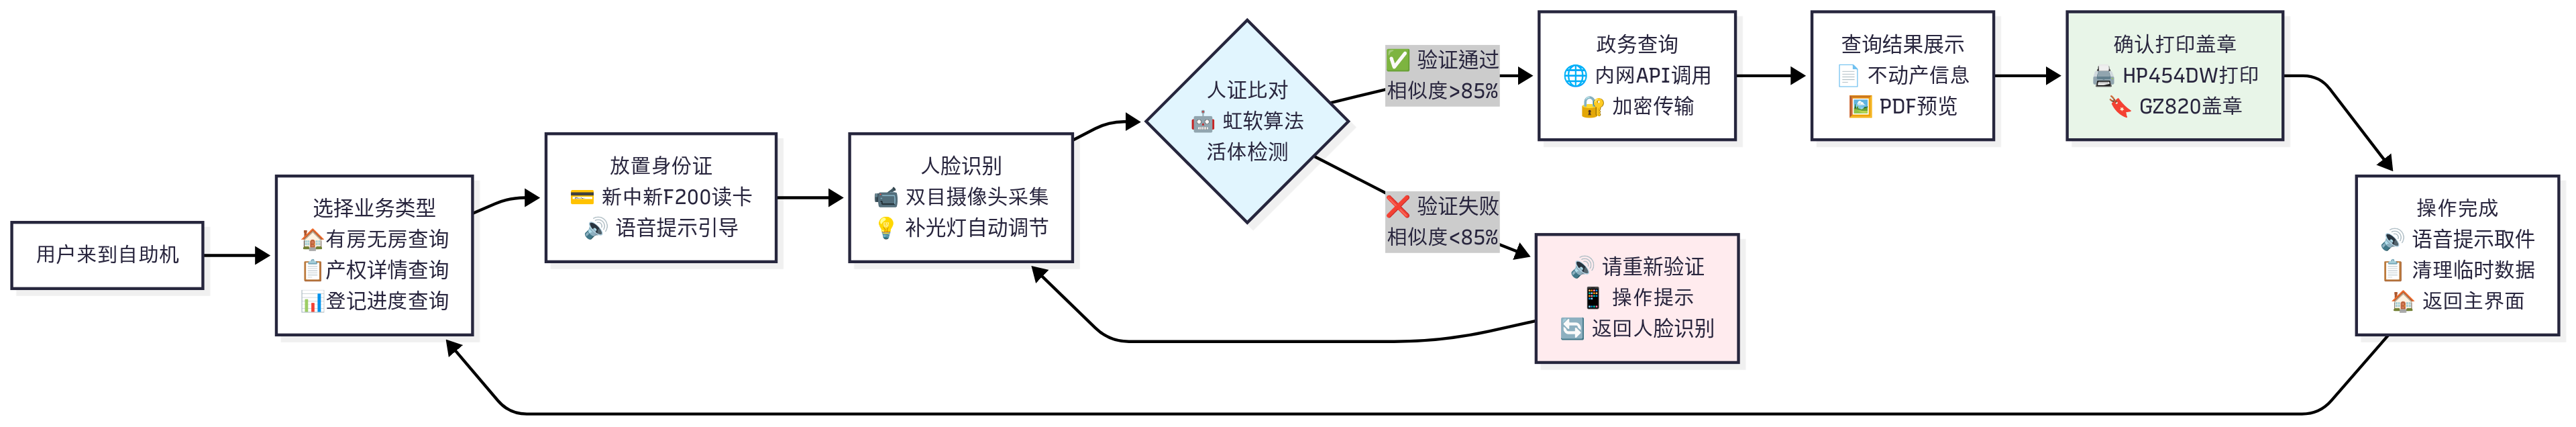 用户来到自助机
选择业务类型
🏠有房无房查询
📋产权详情查询
📊登记进度查询
放置身份证
💳 新中新F200读卡
🔊 语音提示引导
人脸识别
📹 双目摄像头采集
💡 补光灯自动调节
人证比对
🤖 虹软算法
活体检测
✅ 验证通过
相似度>85%
❌ 验证失败
相似度<85%
政务查询
🌐 内网API调用
🔐 加密传输
查询结果展示
📄 不动产信息
🖼️ PDF预览
确认打印盖章
🖨️ HP454DW打印
🔖 GZ820盖章
🔊 请重新验证
📱 操作提示
🔄 返回人脸识别
操作完成
🔊 语音提示取件
📋 清理临时数据
🏠 返回主界面